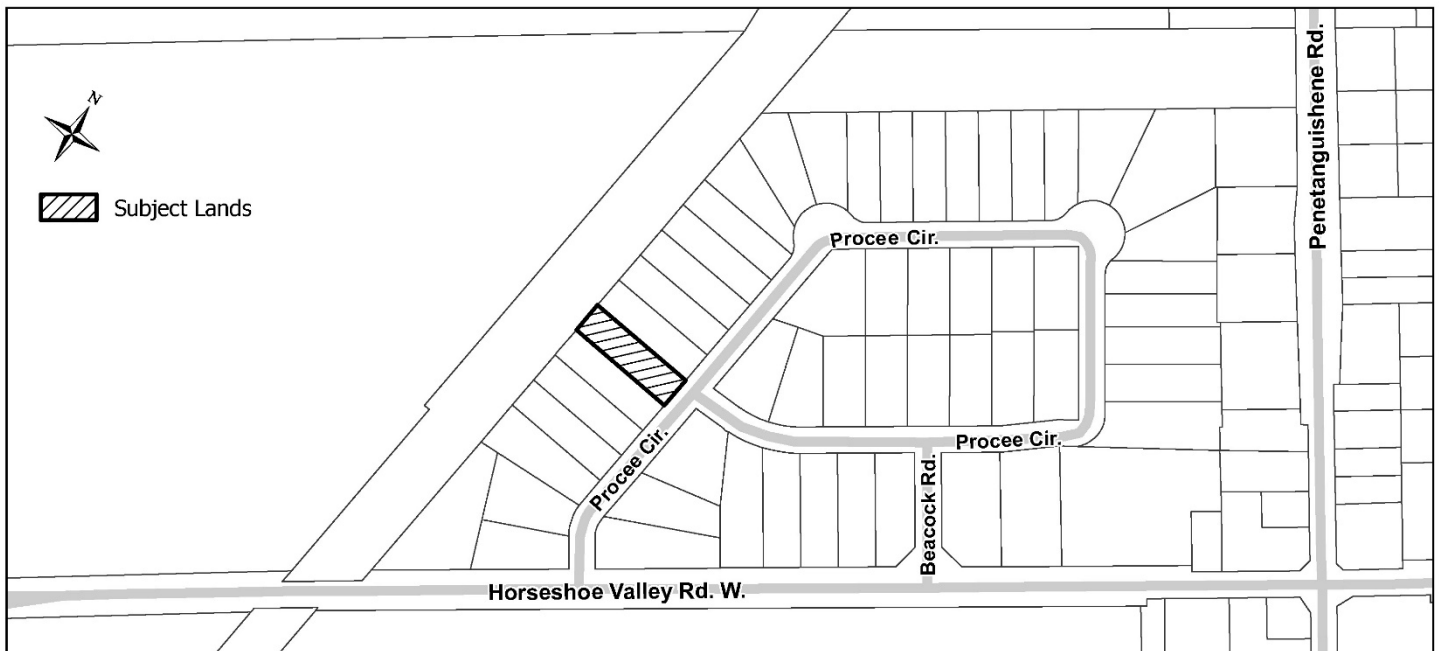 N
Subject Lands
Penetanguishene Rd.
Procee Cir.
Procee Cir.
Procee Cir.
Beacock Rd.
Horseshoe Valley Rd. W.